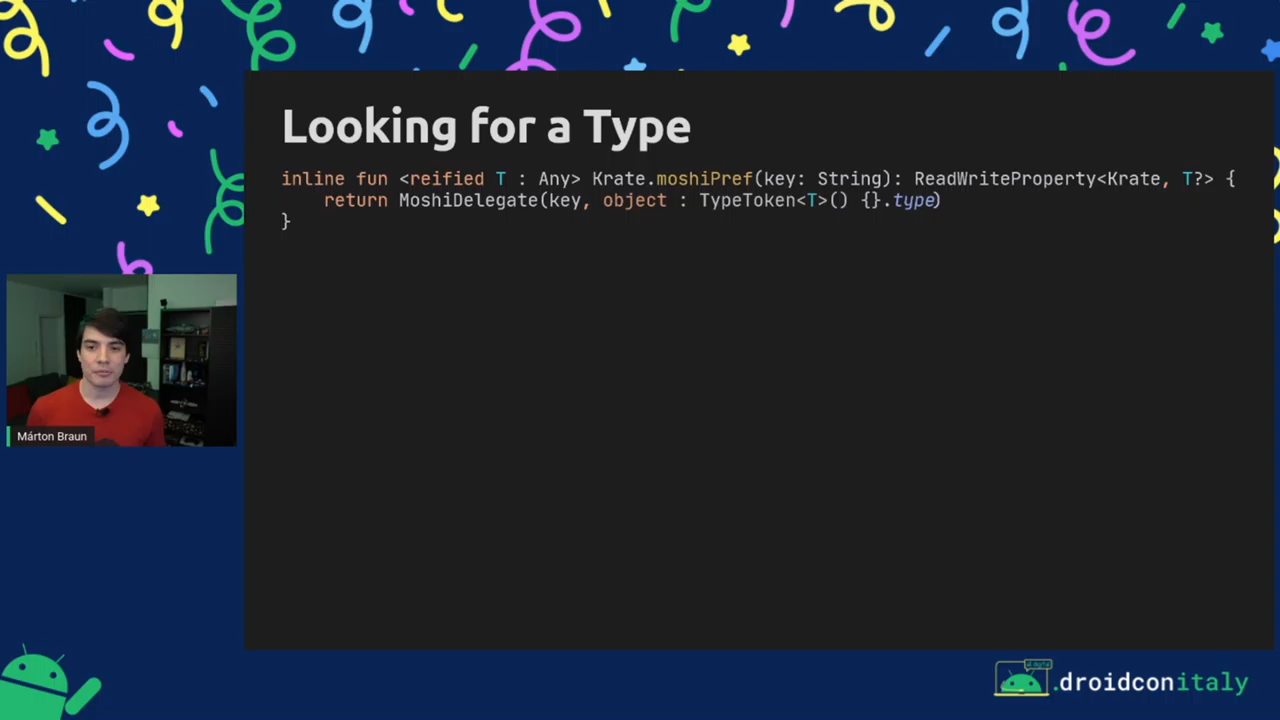 Looking for a Type
inline fun <reified T : Any> Krate.moshiPref(key: String): ReadWriteProperty<Krate, T?> {
    return MoshiDelegate(key, object : TypeToken<T>() {}.type)
}
Márton Braun
.droidconitaly